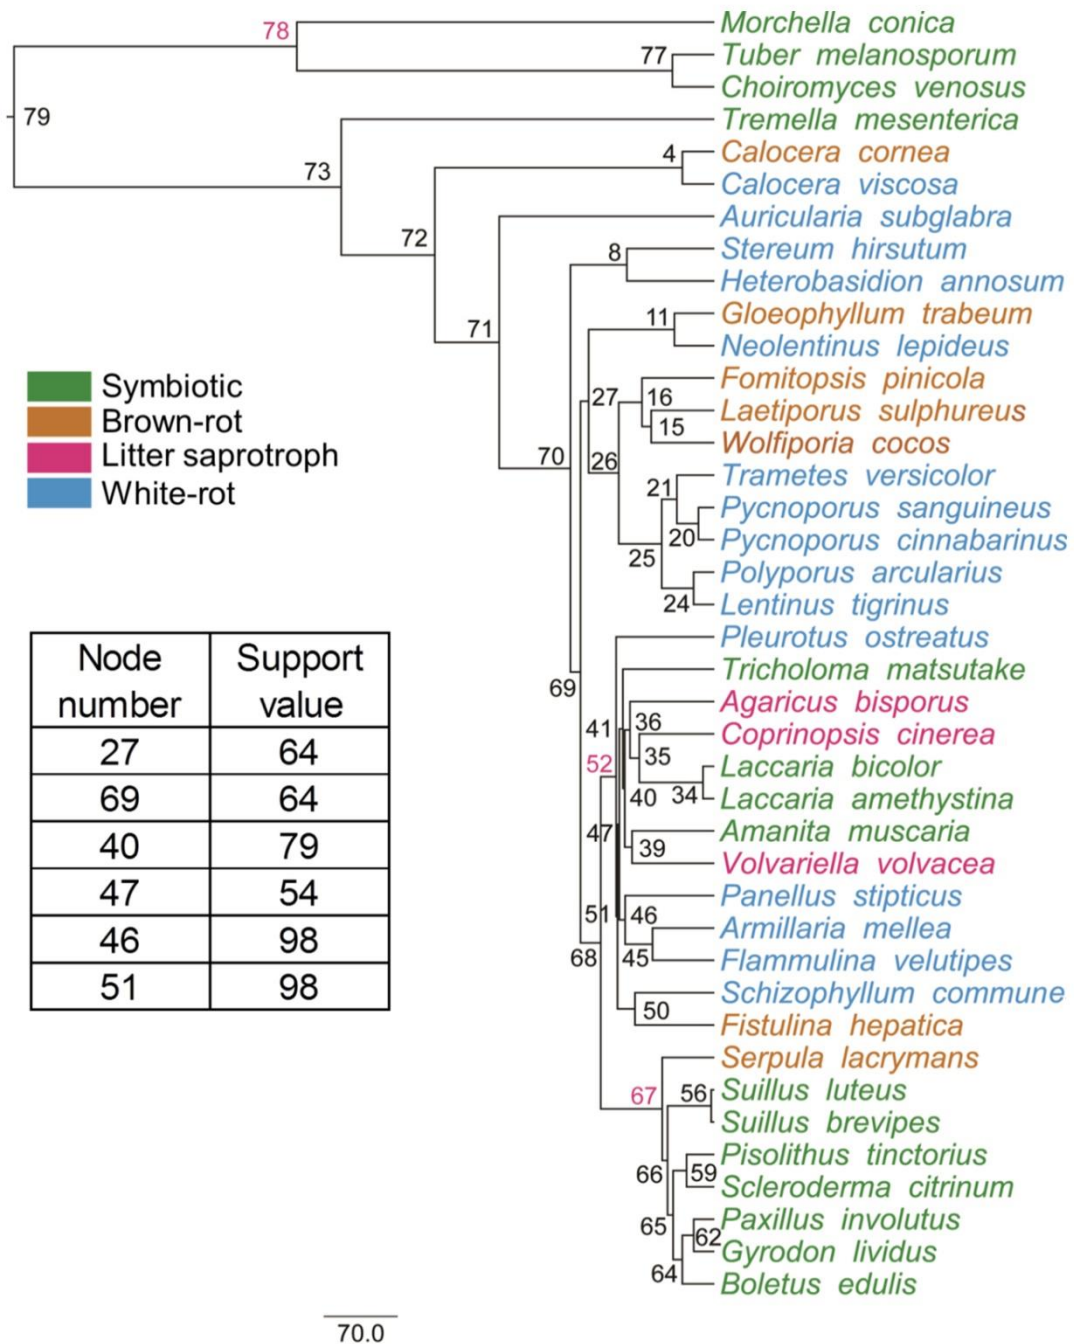 78
Morchella conica
77
Tuber melanosporum
Choiromyces venosus
79
Tremella mesenterica
73
4
Calocera cornea
Calocera viscosa
Auricularia subglabra
72
8
Stereum hirsutum
Heterobasidion annosum
71
11
Gloeophyllum trabeum
Neolentinus lepideus
Symbiotic
Brown-rot
Litter saprotroph
White-rot
27
16
Fomitopsis pinicola
Laetiporus sulphureus
15
Wolfiporia cocos
70
26
21
Trametes versicolor
Pycnoporus sanguineus
20
Pycnoporus cinnabarinus
25
Polyporus arcularius
24
Lentinus tigrinus
Pleurotus ostreatus
Tricholoma matsutake
69
Agaricus bisporus
41
36
Coprinopsis cinerea
35
52
Laccaria bicolor
40
34
Laccaria amethystina
47
Amanita muscaria
39
Volvariella volvacea
Panellus stipticus
51
46
Armillaria mellea
68
45
Flammulina velutipes
Schizophyllum commune
50
Fistulina hepatica
Serpula lacrymans
67
56
Suillus luteus
Suillus brevipes
Pisolithus tinctorius
66
59
Scleroderma citrinum
Paxillus involutus
65
62
Gyrodon lividus
64
Boletus edulis
Node number
Support value
27 64
69 64
40 79
47 54
46 98
51 98
70.0